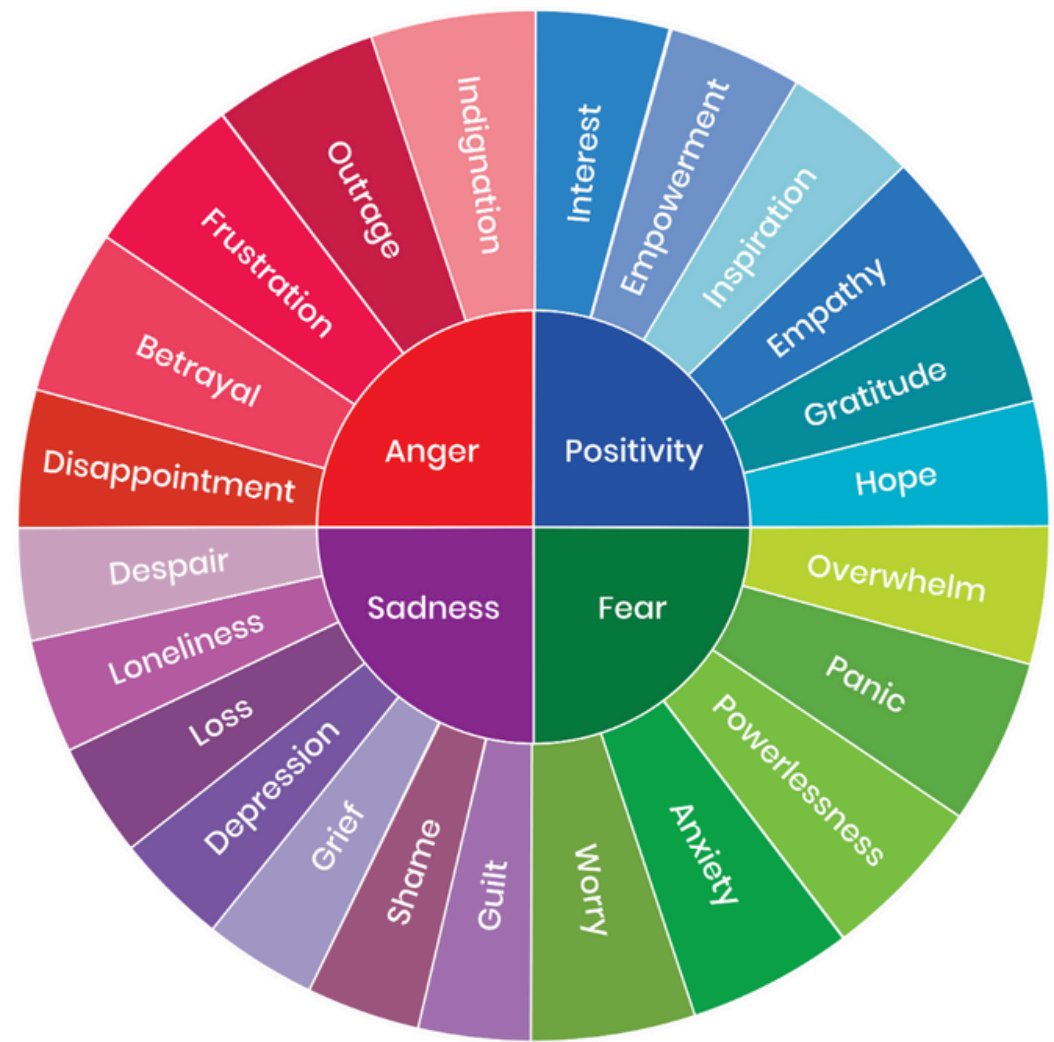 Anger
Positivity
Sadness
Fear
Interest
Empowerment
Inspiration
Empathy
Gratitude
Hope
Overwhelm
Panic
Powerlessness
Anxiety
Worry
Guilt
Shame
Grief
Depression
Loss
Loneliness
Despair
Disappointment
Betrayal
Frustration
Outrage
Indignation